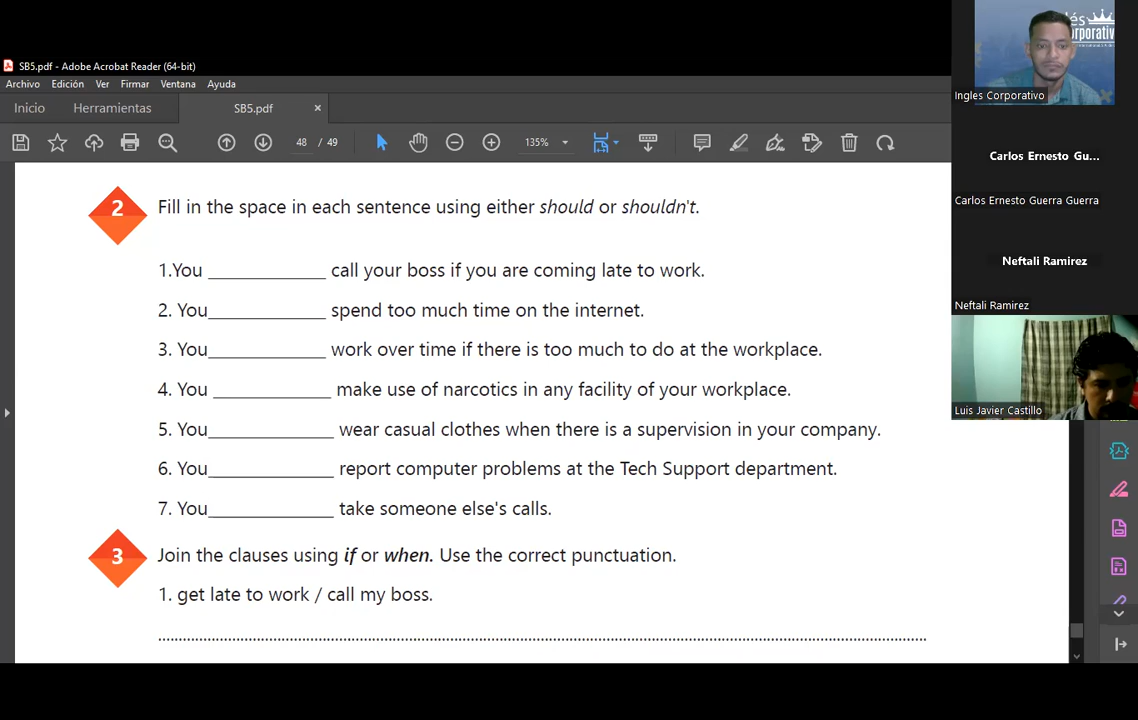 SB5.pdf - Adobe Acrobat Reader (64-bit)
Archivo Edición Ver Firmar Ventana Ayuda
Inicio Herramientas SB5.pdf ×
48 / 49 135%
2 Fill in the space in each sentence using either should or shouldn't.
1.You _____________ call your boss if you are coming late to work.
2. You_____________ spend too much time on the internet.
3. You_____________ work over time if there is too much to do at the workplace.
4. You _____________ make use of narcotics in any facility of your workplace.
5. You______________ wear casual clothes when there is a supervision in your company.
6. You______________ report computer problems at the Tech Support department.
7. You______________ take someone else's calls.
3 Join the clauses using if or when. Use the correct punctuation.
1. get late to work / call my boss.
Ingles Corporativo
Carlos Ernesto Gu...
Carlos Ernesto Guerra Guerra
Neftali Ramirez
Neftali Ramirez
Luis Javier Castillo